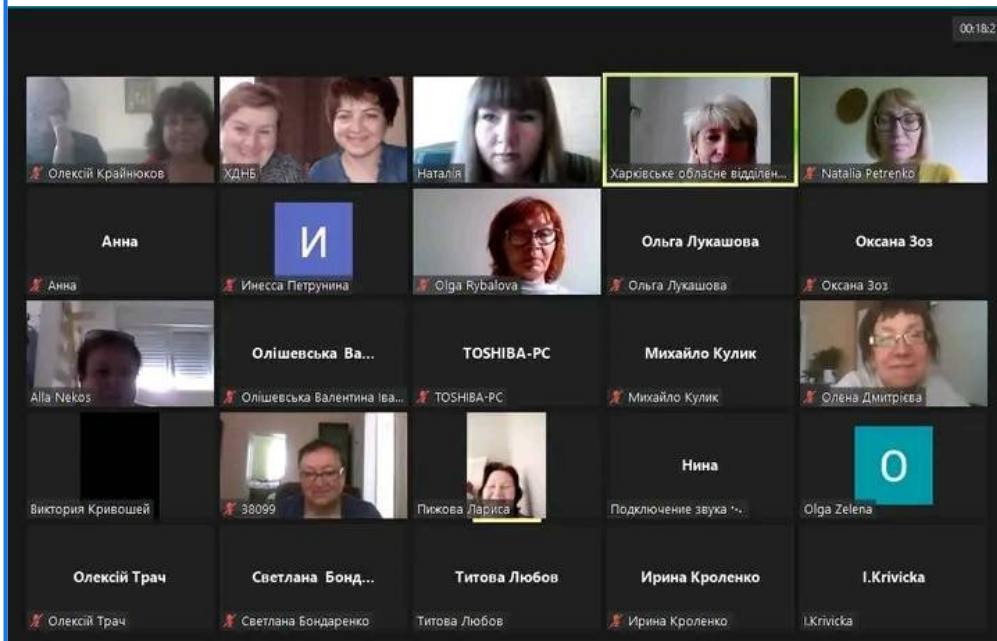 00:18:2
Олексій Крайнюков
ХДНБ
Наталія
Харківське обласне відділен...
Natalia Petrenko
Анна
Анна
И
Инесса Петрунина
Olga Rybalova
Ольга Лукашова
Ольга Лукашова
Оксана Зоз
Оксана Зоз
Alla Nekos
Олішевська Ва...
Олішевська Валентина Іва...
TOSHIBA-PC
TOSHIBA-PC
Михайло Кулик
Михайло Кулик
Олена Дмитрієва
Виктория Кривошей
38099
Пижова Лариса
Нина
Подключение звука
O
Olga Zelena
Олексій Трач
Олексій Трач
Светлана Бонд...
Светлана Бондаренко
Титова Любов
Титова Любов
Ирина Кроленко
Ирина Кроленко
I.Krivicka
I.Krivicka